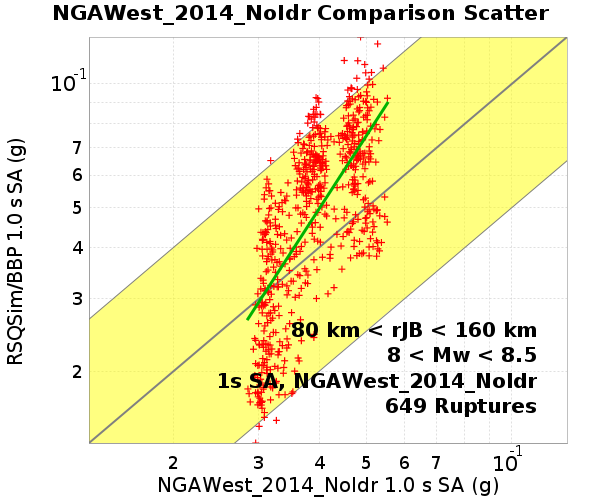 NGAWest_2014_NoIdr Comparison Scatter
RSQSim/BBP 1.0 s SA (g)
10-1
7
6
5
4
3
2
80 km < rJB < 160 km
8 < Mw < 8.5
1s SA, NGAWest_2014_NoIdr
649 Ruptures
2 3 4 5 6 7 10-1
NGAWest_2014_NoIdr 1.0 s SA (g)